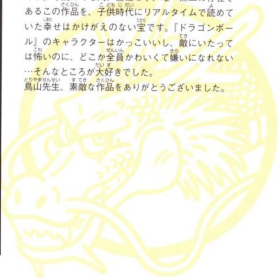 あるこの作品を、子供時代にリアルタイムで読めて
いた幸せはかけがえのない宝です。『ドラゴンボー
ル』のキャラクターはかっこいいし、敵にいたって
は怖いのに、どこか全員かわいくて嫌いになれない
…そんなところが大好きでした。
鳥山先生、素敵な作品をありがとうございました。